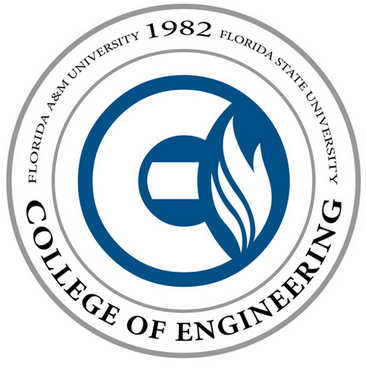 FLORIDA A&M UNIVERSITY 1982 FLORIDA STATE UNIVERSITY
COLLEGE OF ENGINEERING